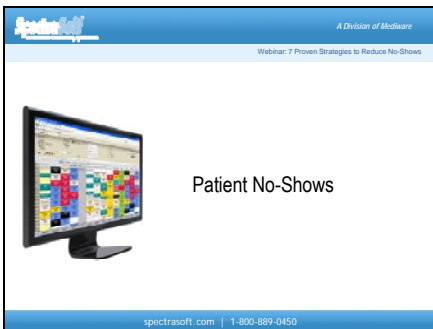 SpectraSoft
A Division of Mediware
Webinar: 7 Proven Strategies to Reduce No-Shows
Patient No-Shows
spectrasoft.com | 1-800-889-0450